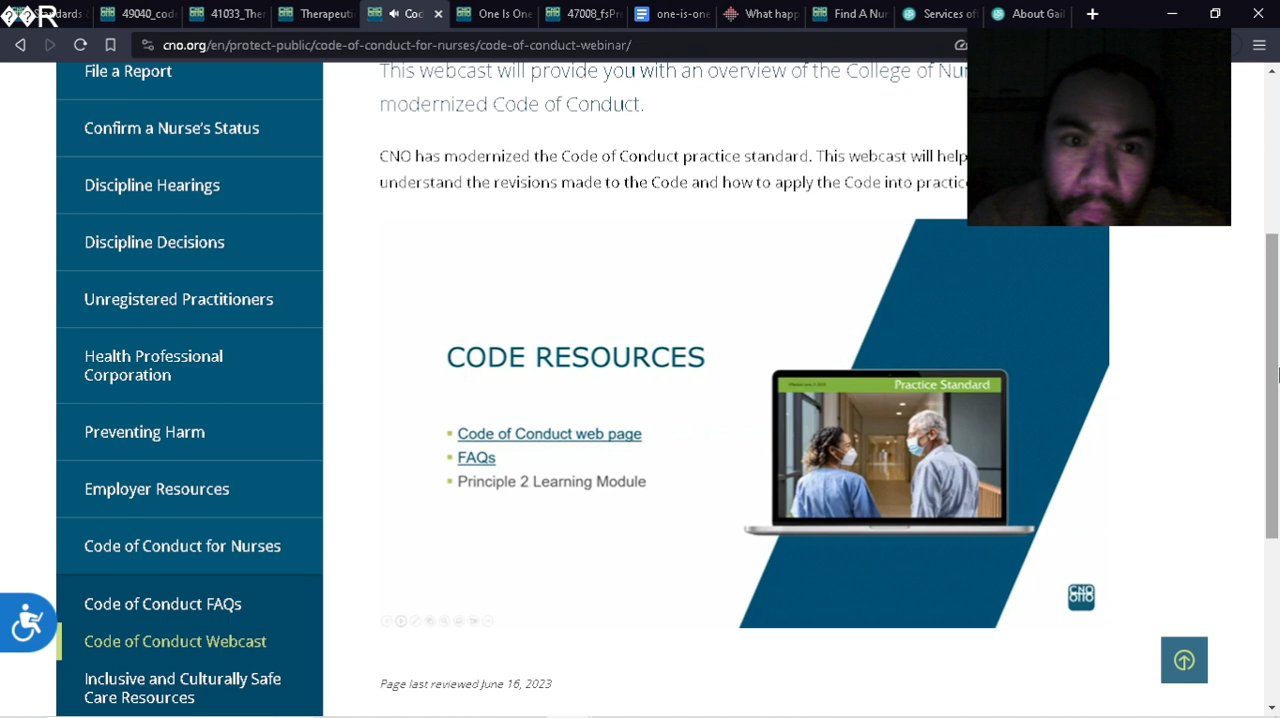 ��R
Standards
49040_cod
41033_The
Therapeuti
Cod
One Is One
47008_fsPr
one-is-one
What happ
Find A Nur
Services of
About Gail
cno.org/en/protect-public/code-of-conduct-for-nurses/code-of-conduct-webinar/
File a Report
Confirm a Nurse's Status
Discipline Hearings
Discipline Decisions
Unregistered Practitioners
Health Professional
Corporation
Preventing Harm
Employer Resources
Code of Conduct for Nurses
Code of Conduct FAQs
Code of Conduct Webcast
Inclusive and Culturally Safe
Care Resources
This webcast will provide you with an overview of the College of Nur
modernized Code of Conduct.
CNO has modernized the Code of Conduct practice standard. This webcast will help
understand the revisions made to the Code and how to apply the Code into practice
CODE RESOURCES
Code of Conduct web page
FAQs
Principle 2 Learning Module
Practice Standard
CNO
OIIO
Page last reviewed June 16, 2023